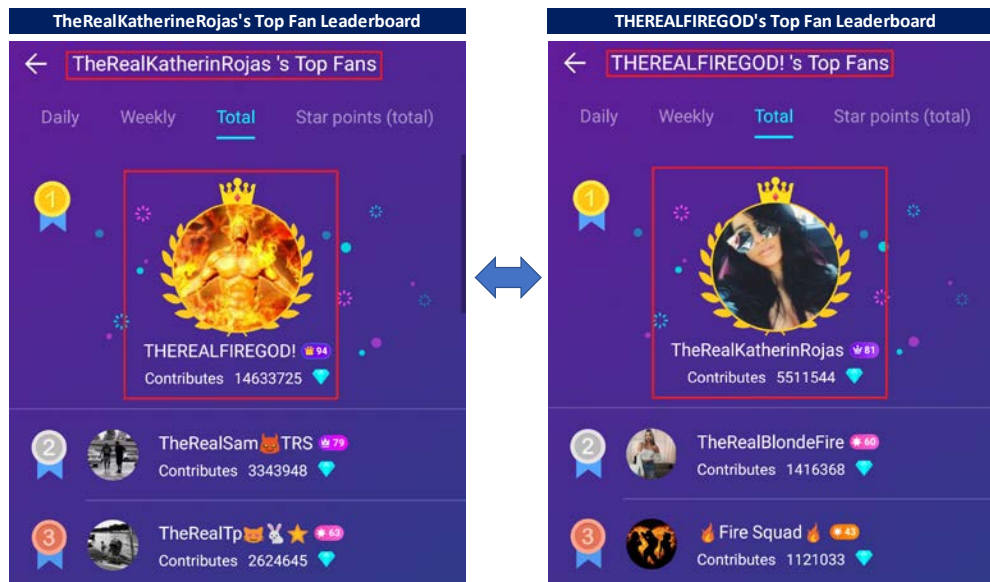 TheRealKatherineRojas's Top Fan Leaderboard
TheRealKatherinRojas 's Top Fans
Daily Weekly Total Star points (total)
1
THEREALFIREGOD! 94
Contributes 14633725
2
TheRealSam👹TRS 79
Contributes 3343948
3
TheRealTp🐱🐰⭐ 63
Contributes 2624645
THEREALFIREGOD's Top Fan Leaderboard
THEREALFIREGOD! 's Top Fans
Daily Weekly Total Star points (total)
1
TheRealKatherinRojas 81
Contributes 5511544
2
TheRealBlondeFire 60
Contributes 1416368
3
🔥Fire Squad🔥 43
Contributes 1121033